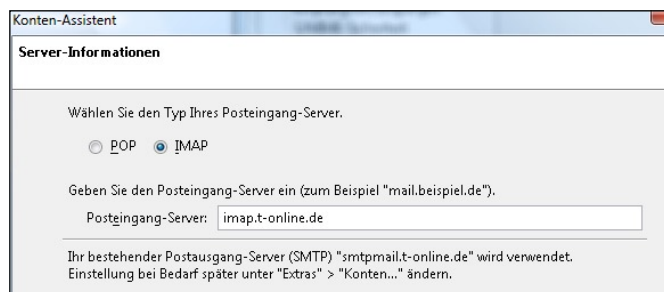 Konten-Assistent
Server-Informationen
Wählen Sie den Typ Ihres Posteingang-Server.
POP IMAP
Geben Sie den Posteingang-Server ein (zum Beispiel "mail.beispiel.de").
Posteingang-Server: imap.t-online.de
Ihr bestehender Postausgang-Server (SMTP) "smtpmail.t-online.de" wird verwendet.
Einstellung bei Bedarf später unter "Extras" > "Konten..." ändern.